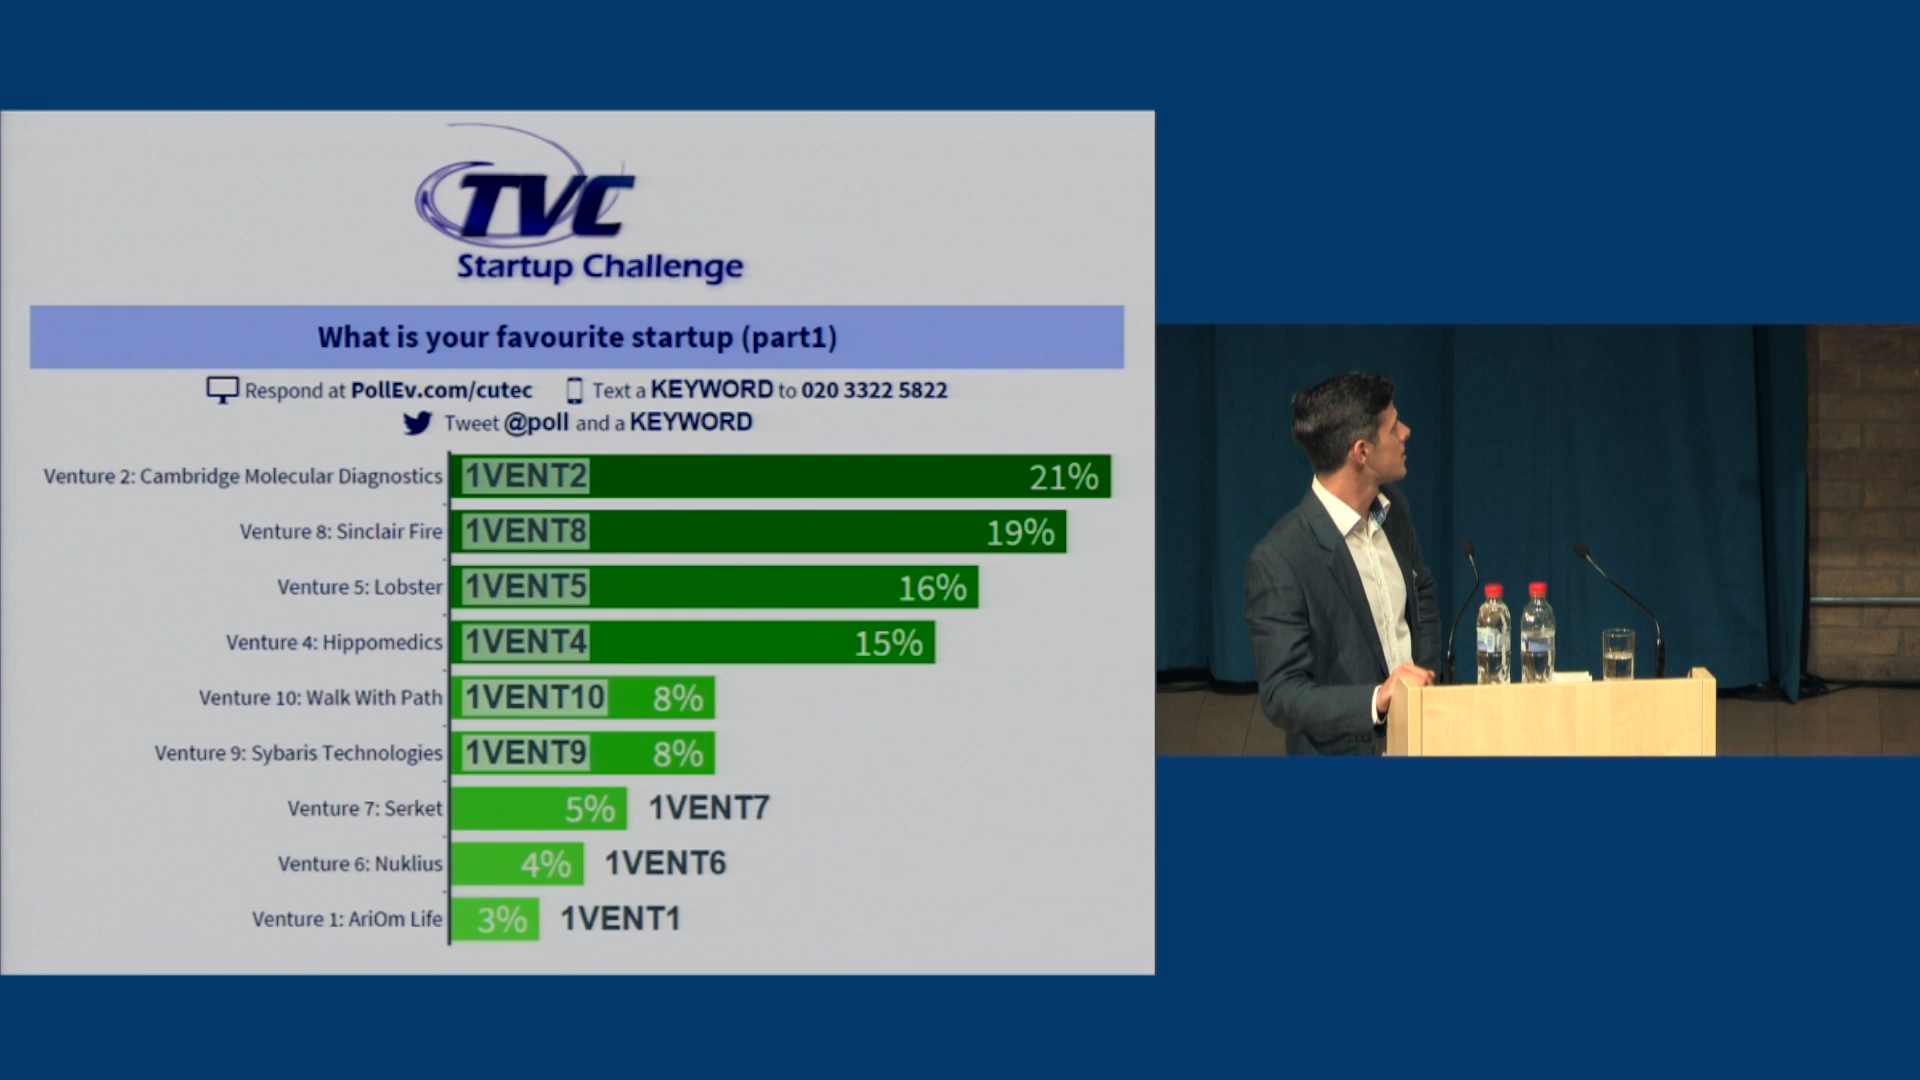 TVC
Startup Challenge
What is your favourite startup (part1)
Respond at PollEv.com/cutec Text a KEYWORD to 020 3322 5822
Tweet @poll and a KEYWORD
Venture 2: Cambridge Molecular Diagnostics 1VENT2 21%
Venture 8: Sinclair Fire 1VENT8 19%
Venture 5: Lobster 1VENT5 16%
Venture 4: Hippomedics 1VENT4 15%
Venture 10: Walk With Path 1VENT10 8%
Venture 9: Sybaris Technologies 1VENT9 8%
Venture 7: Serket 5% 1VENT7
Venture 6: Nuklius 4% 1VENT6
Venture 1: AriOm Life 3% 1VENT1